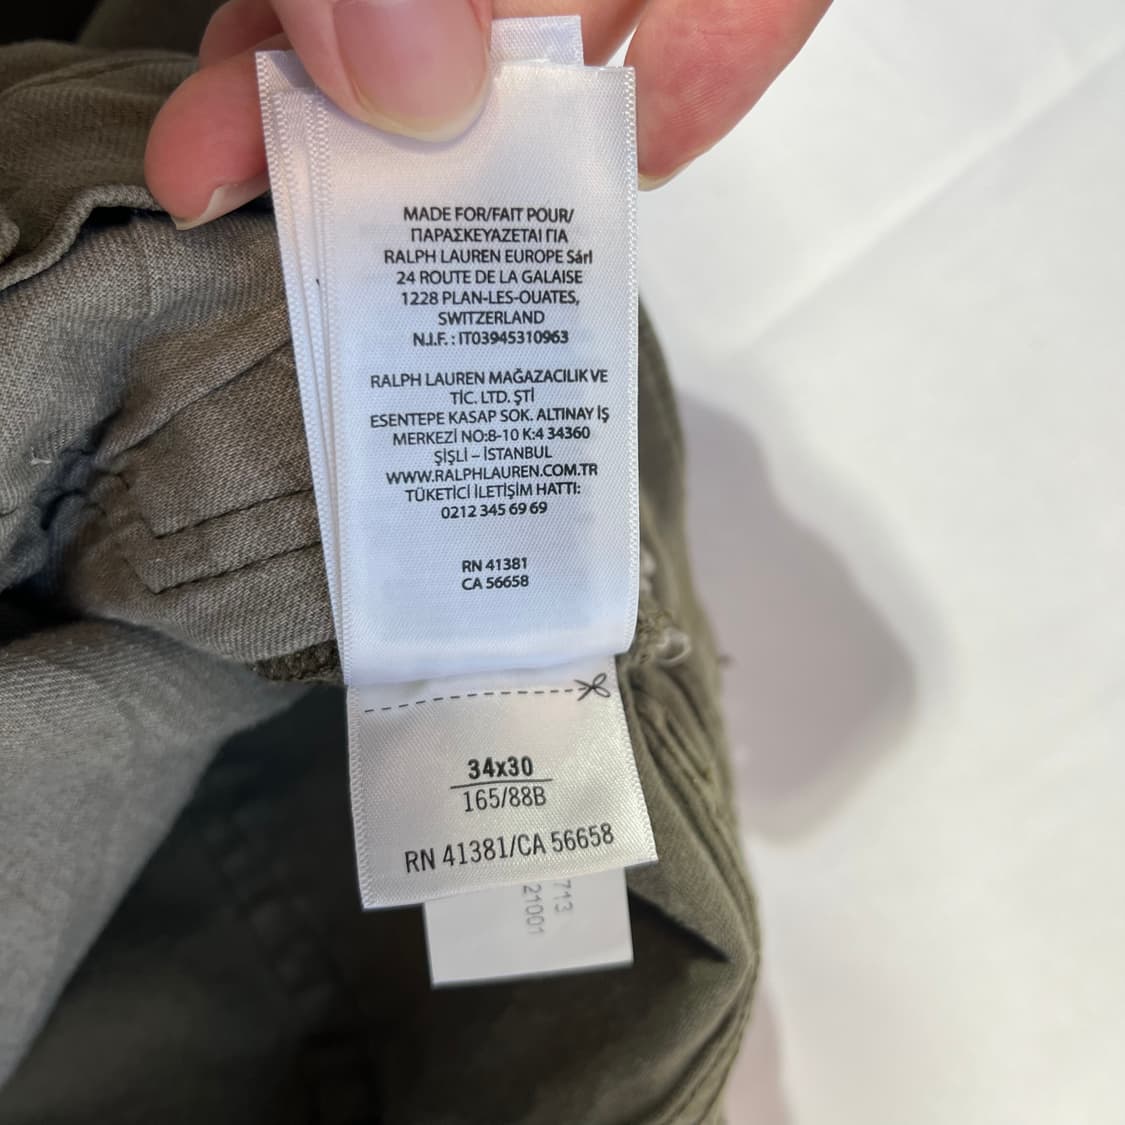 MADE FOR/FAIT POUR/
ΠΑΡΑΣΚΕΥΑΖΕΤΑΙ ΓΙΑ
RALPH LAUREN EUROPE Sárl
24 ROUTE DE LA GALAISE
1228 PLAN-LES-OUATES,
SWITZERLAND
N.I.F. : IT03945310963
RALPH LAUREN MAĞAZACILIK VE
TİC. LTD. ŞTİ
ESENTEPE KASAP SOK. ALTINAY İŞ
MERKEZİ NO:8-10 K:4 34360
ŞİŞLİ – İSTANBUL
WWW.RALPHLAUREN.COM.TR
TÜKETİCİ İLETİŞİM HATTI:
0212 345 69 69
RN 41381
CA 56658
34x30
165/88B
RN 41381/CA 56658
713
21001